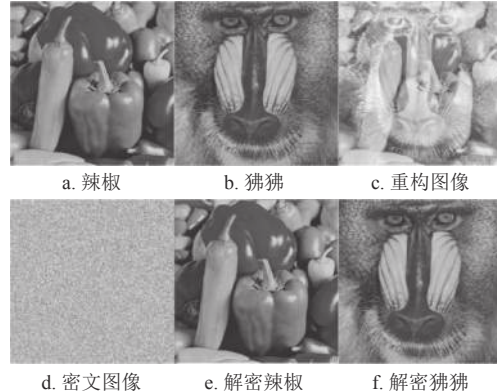 a. 辣椒
b. 狒狒
c. 重构图像
d. 密文图像
e. 解密辣椒
f. 解密狒狒